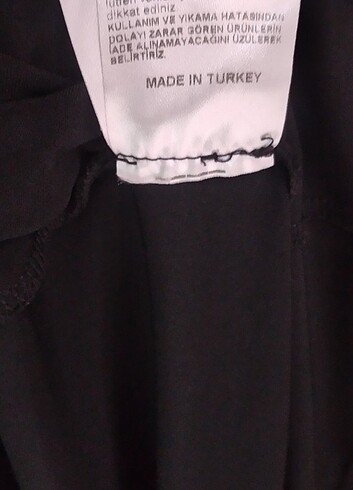 dikkat ediniz
KULLANIM VE YIKAMA HATASINDAN
DOLAYI ZARAR GÖREN ÜRÜNLERİN
İADE ALINAMAYACAĞINI ÜZÜLEREK
BELİRTİRİZ.
MADE IN TURKEY